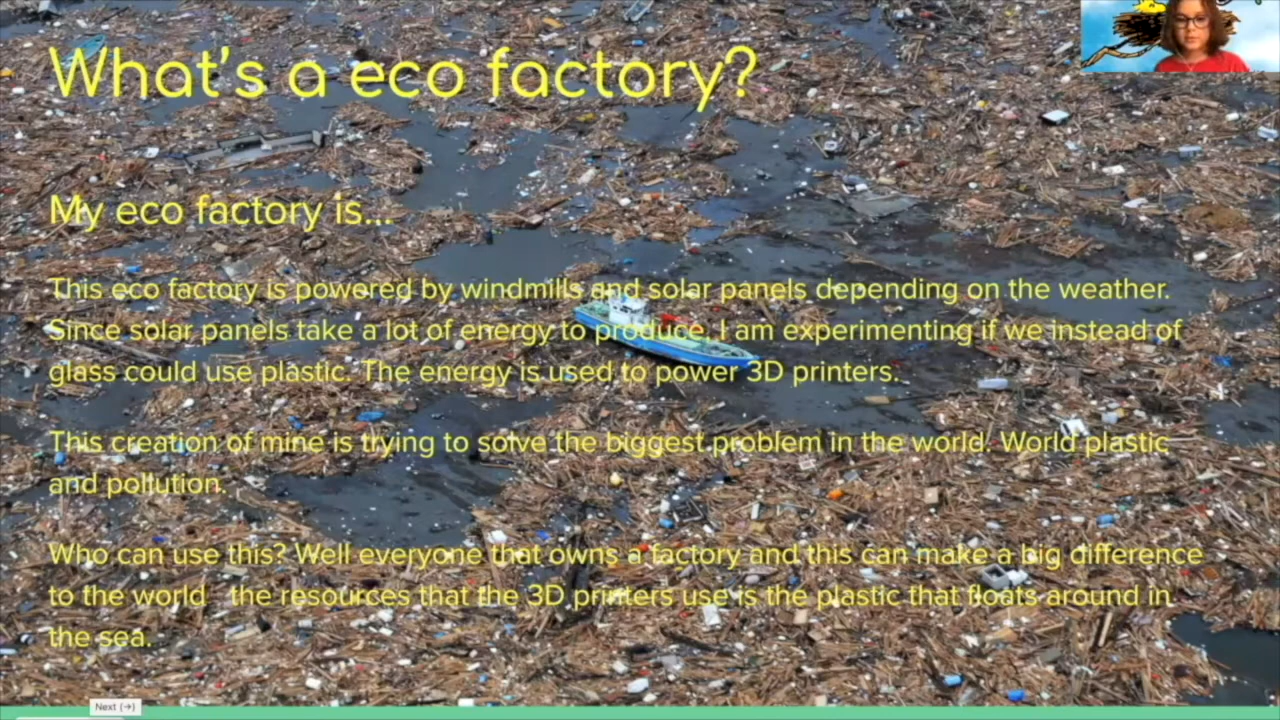 What's a eco factory?
My eco factory is...
This eco factory is powered by windmills and solar panels depending on the weather.
Since solar panels take a lot of energy to produce, I am experimenting if we instead of
glass could use plastic. The energy is used to power 3D printers.
This creation of mine is trying to solve the biggest problem in the world. World plastic
and pollution.
Who can use this? Well everyone that owns a factory and this can make a big difference
to the world the resources that the 3D printers use is the plastic that floats around in
the sea.
Next (→)